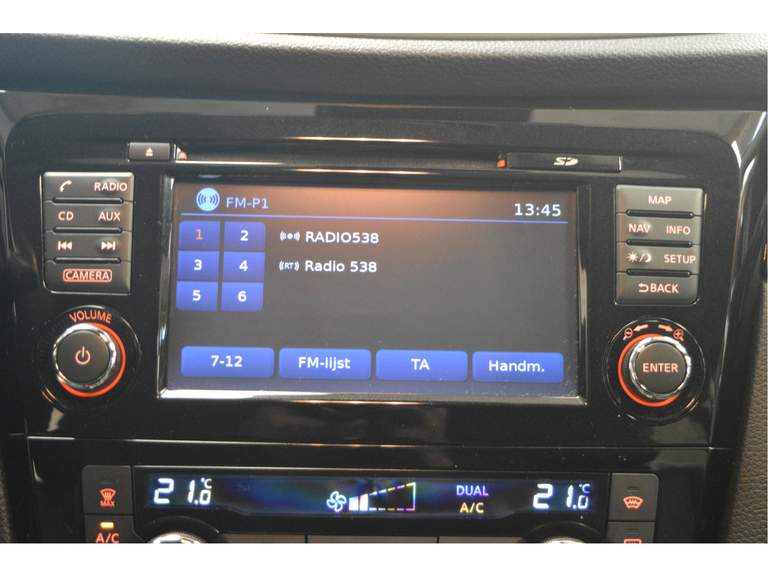 SD
RADIO
CD AUX
CAMERA
VOLUME
FM-P1
13:45
1 2
RADIO538
3 4
RT Radio 538
5 6
7-12
FM-lijst
TA
Handm.
MAP
NAV INFO
SETUP
BACK
ENTER
MAX
A/C
21.0 °C
DUAL
A/C
21.0 °C